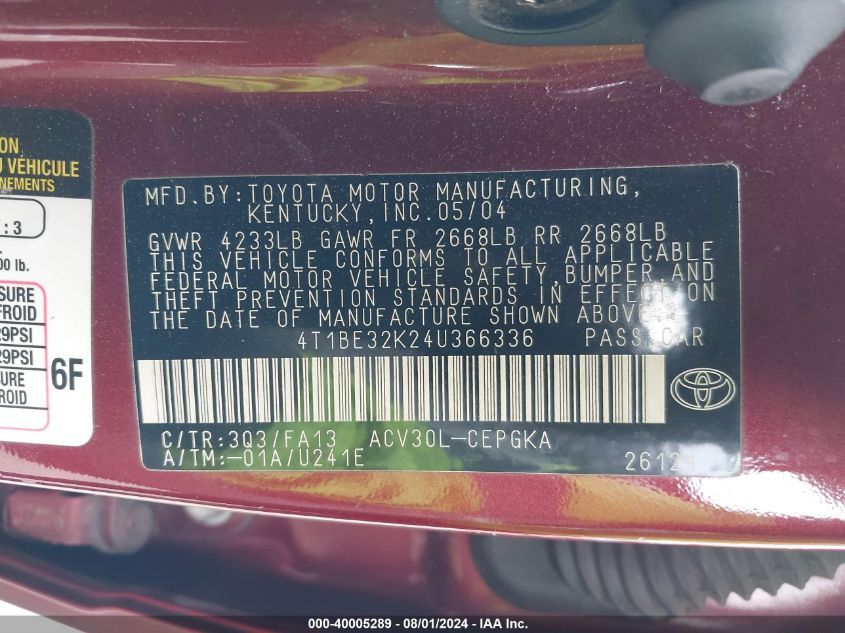 ON
U VÉHICULE
NEMENTS
: 3
00 lb.
SURE
FROID
29PSI
29PSI
SURE
ROID
6F
MFD. BY: TOYOTA MOTOR MANUFACTURING,
KENTUCKY, INC. 05/04
GVWR 4233LB GAWR FR 2668LB RR 2668LB
THIS VEHICLE CONFORMS TO ALL APPLICABLE
FEDERAL MOTOR VEHICLE SAFETY, BUMPER, AND
THEFT PREVENTION STANDARDS IN EFFECT ON
THE DATE OF MANUFACTURE SHOWN ABOVE.
4T1BE32K24U366336 PASS. CAR
C/TR: 3Q3/FA13 ACV30L-CEPGKA
A/TM: -01A/U241E 2612
000-40005289 - 08/01/2024 - IAAI Inc.